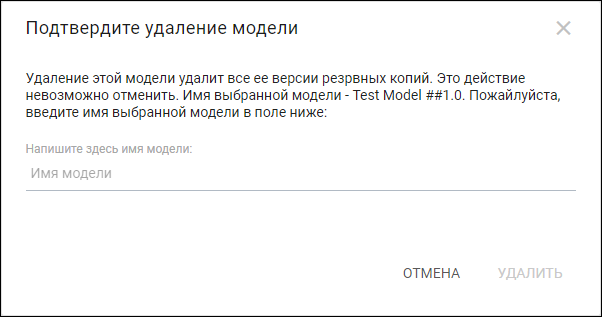 Подтвердите удаление модели
Удаление этой модели удалит все ее версии резрвных копий. Это действие
невозможно отменить. Имя выбранной модели - Test Model ##1.0. Пожайлуйста,
введите имя выбранной модели в поле ниже:
Напишите здесь имя модели:
Имя модели
ОТМЕНА УДАЛИТЬ